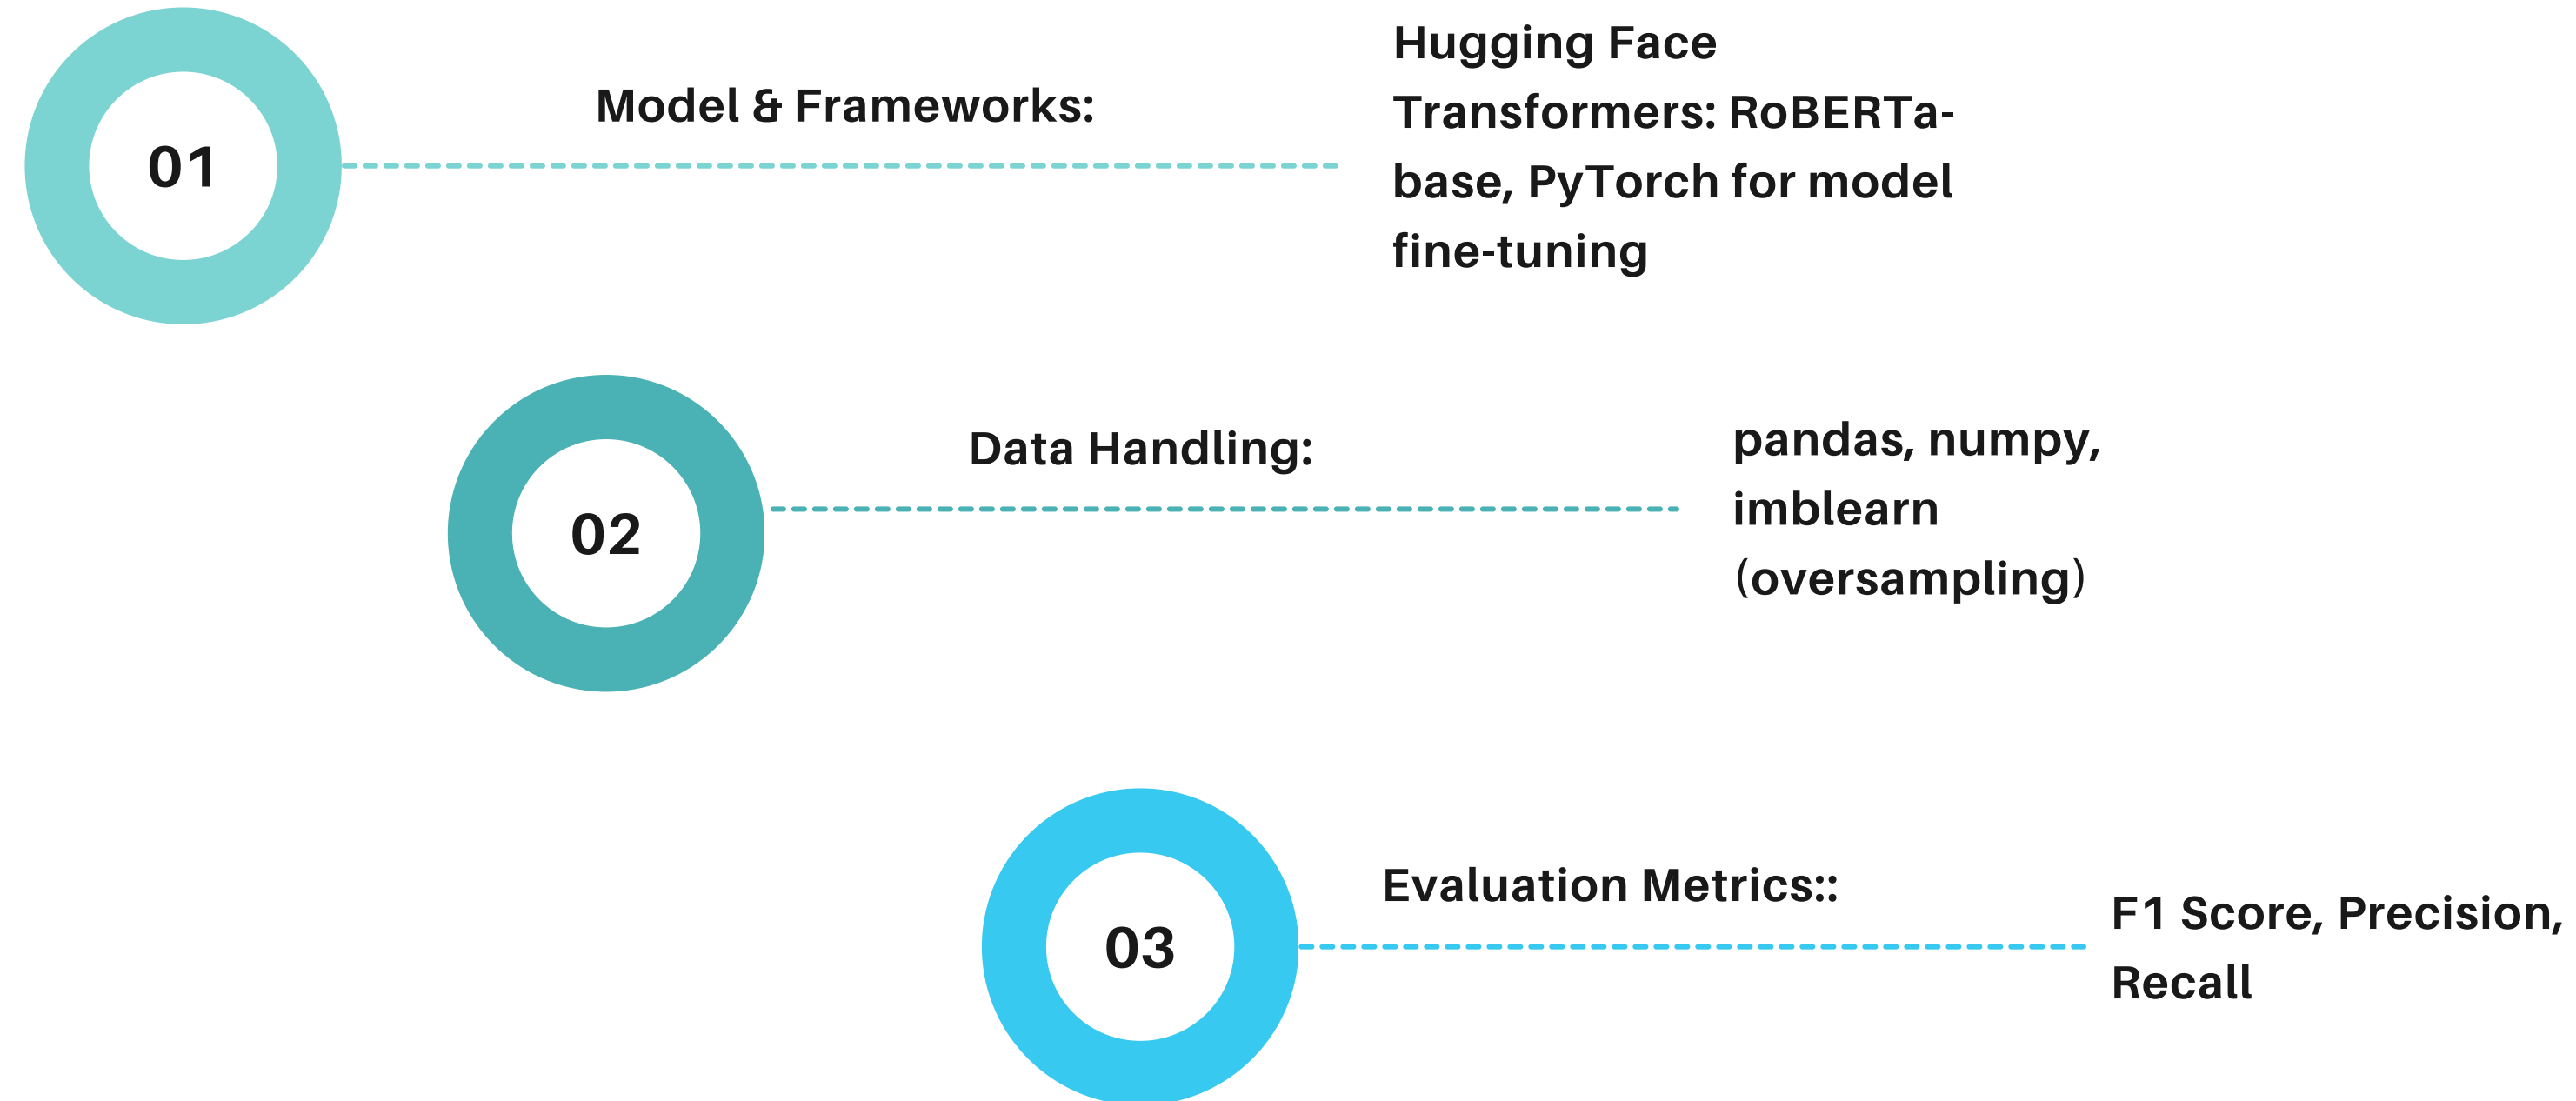 01
Model & Frameworks:
Hugging Face
Transformers: RoBERTa-
base, PyTorch for model
fine-tuning
02
Data Handling:
pandas, numpy,
imblearn
(oversampling)
03
Evaluation Metrics::
F1 Score, Precision,
Recall